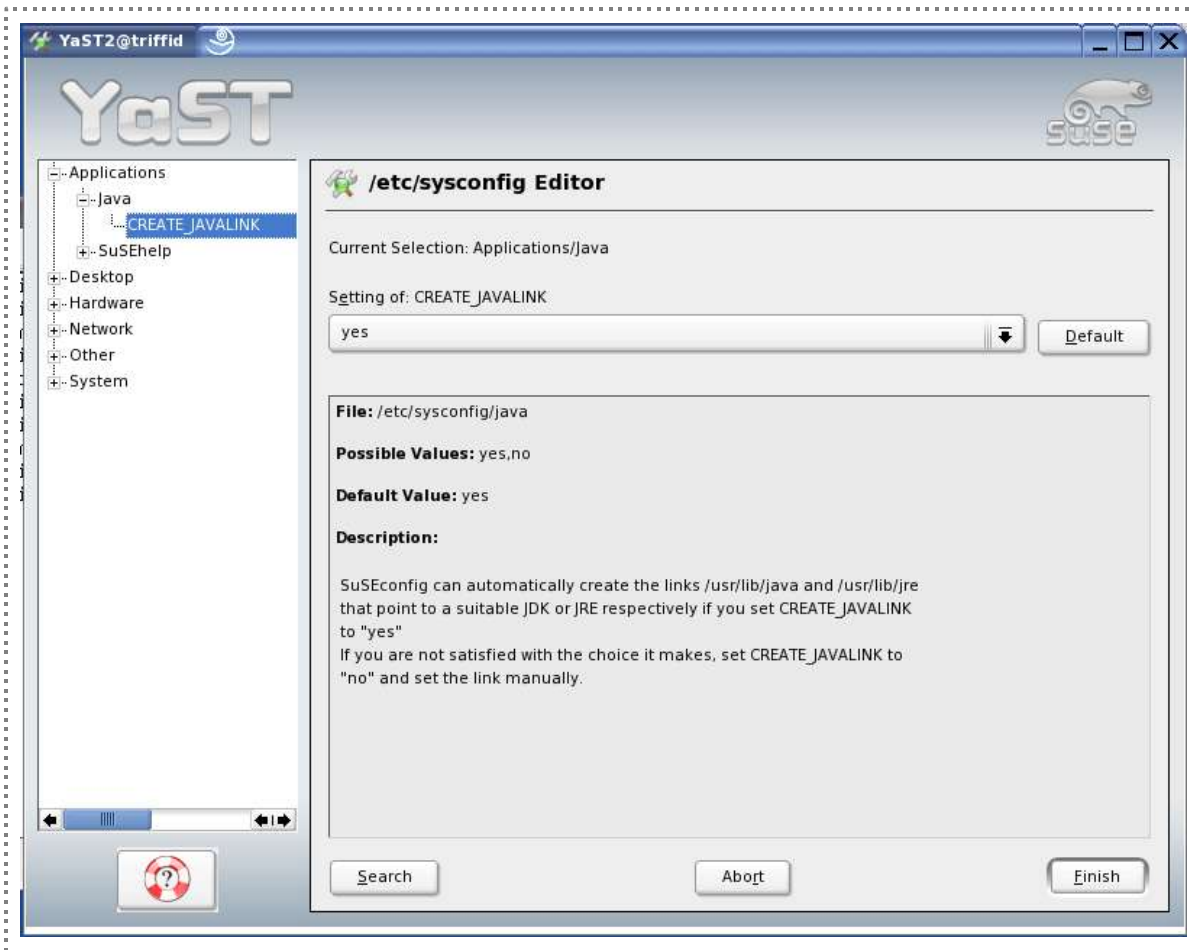 YaST2@triffid
YaST
SUSE
Applications
Java
CREATE_JAVALINK
SuSEhelp
Desktop
Hardware
Network
Other
System
/etc/sysconfig Editor
Current Selection: Applications/Java
Setting of: CREATE_JAVALINK
yes
Default
File: /etc/sysconfig/java
Possible Values: yes,no
Default Value: yes
Description:
SuSEconfig can automatically create the links /usr/lib/java and /usr/lib/jre
that point to a suitable JDK or JRE respectively if you set CREATE_JAVALINK
to "yes"
If you are not satisfied with the choice it makes, set CREATE_JAVALINK to
"no" and set the link manually.
?
Search
Abort
Finish